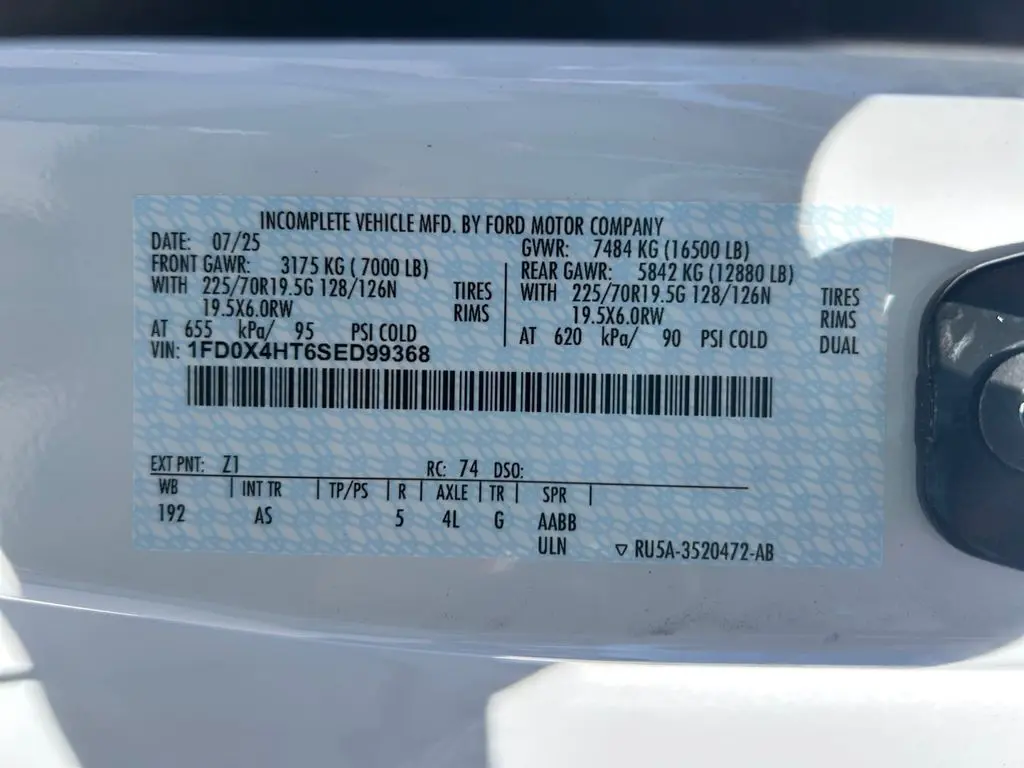 INCOMPLETE VEHICLE MFD. BY FORD MOTOR COMPANY
DATE: 07/25 GVWR: 7484 KG (16500 LB)
FRONT GAWR: 3175 KG ( 7000 LB) REAR GAWR: 5842 KG (12880 LB)
WITH 225/70R19.5G 128/126N TIRES WITH 225/70R19.5G 128/126N TIRES
19.5X6.0RW RIMS 19.5X6.0RW RIMS
AT 655 kPa/ 95 PSI COLD AT 620 kPa/ 90 PSI COLD DUAL
VIN: 1FD0X4HT6SED99368
EXT PNT: Z1 RC: 74 DSO:
WB | INT TR | TP/PS | R | AXLE | TR | SPR |
192 AS 5 4L G AABB
ULN ▽ RU5A-3520472-AB